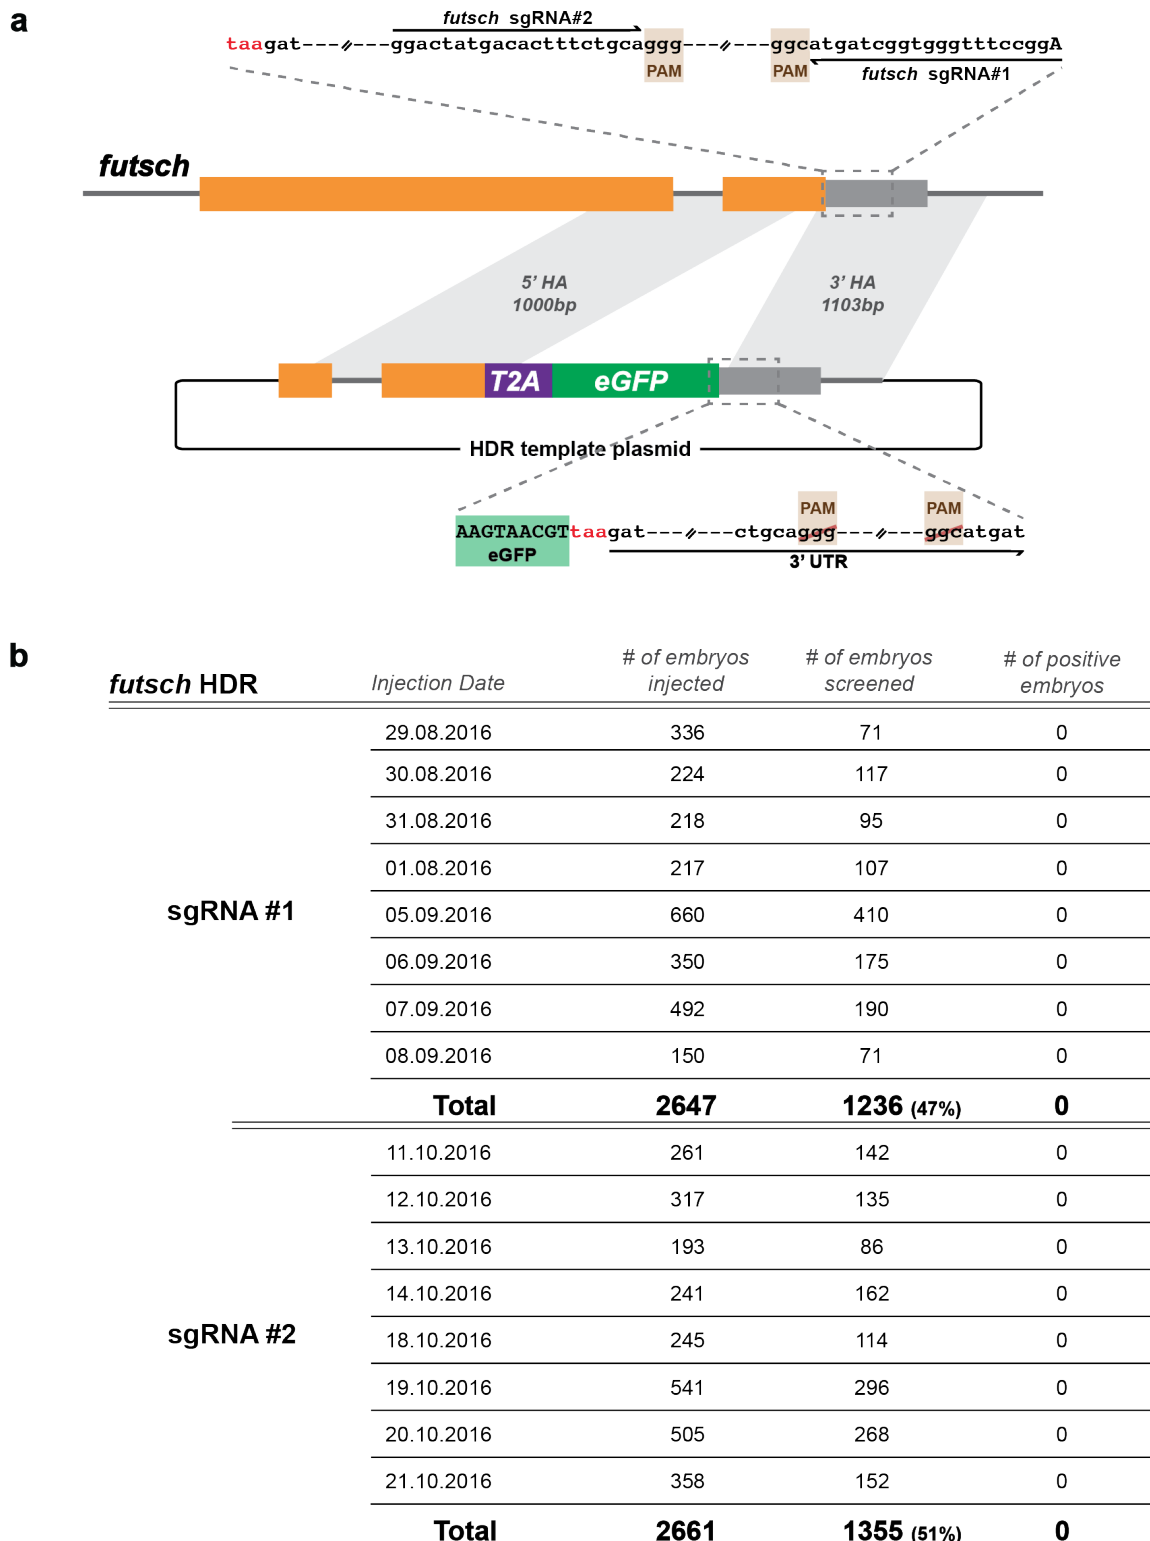 a
futsch sgRNA#2
taagat---//---ggactatgacactttctgcagggg---//---ggcatgatcggtgggtttccggA
PAM PAM
futsch sgRNA#1
futsch
5' HA
1000bp
3' HA
1103bp
T2A eGFP
HDR template plasmid
PAM PAM
AAGTAACGTtaagat---//---ctgcaggg---//---ggcatgat
eGFP
3' UTR
b
futsch HDR
Injection Date
# of embryos injected
# of embryos screened
# of positive embryos
29.08.2016 336 71 0
30.08.2016 224 117 0
31.08.2016 218 95 0
01.08.2016 217 107 0
sgRNA #1
05.09.2016 660 410 0
06.09.2016 350 175 0
07.09.2016 492 190 0
08.09.2016 150 71 0
Total 2647 1236 (47%) 0
11.10.2016 261 142 0
12.10.2016 317 135 0
13.10.2016 193 86 0
14.10.2016 241 162 0
sgRNA #2
18.10.2016 245 114 0
19.10.2016 541 296 0
20.10.2016 505 268 0
21.10.2016 358 152 0
Total 2661 1355 (51%) 0